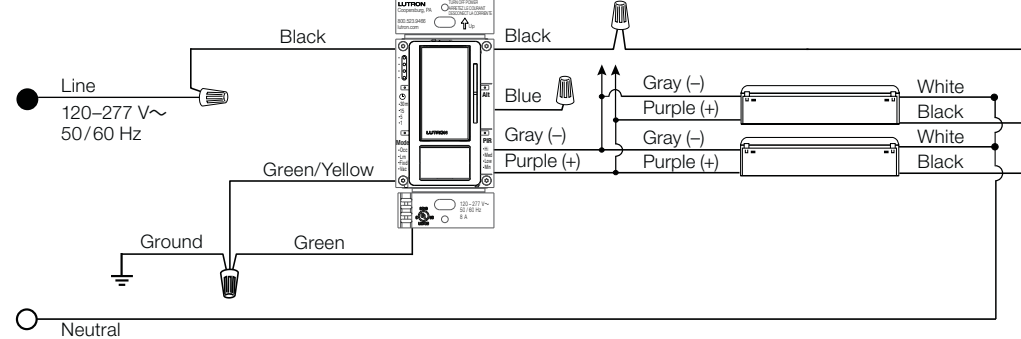 LUTRON
Coopersburg, PA
800.523.9466
lutron.com
TURN OFF POWER
Up
Black
Black
Line
120–277 V~
50/60 Hz
Blue
Alt
Gray (–)
White
Purple (+)
Black
Gray (–)
Gray (–)
White
Purple (+)
Purple (+)
Black
LUTRON
Mode
PIR
Green/Yellow
120–277 V~
50/60 Hz
8 A
Ground
Green
Neutral